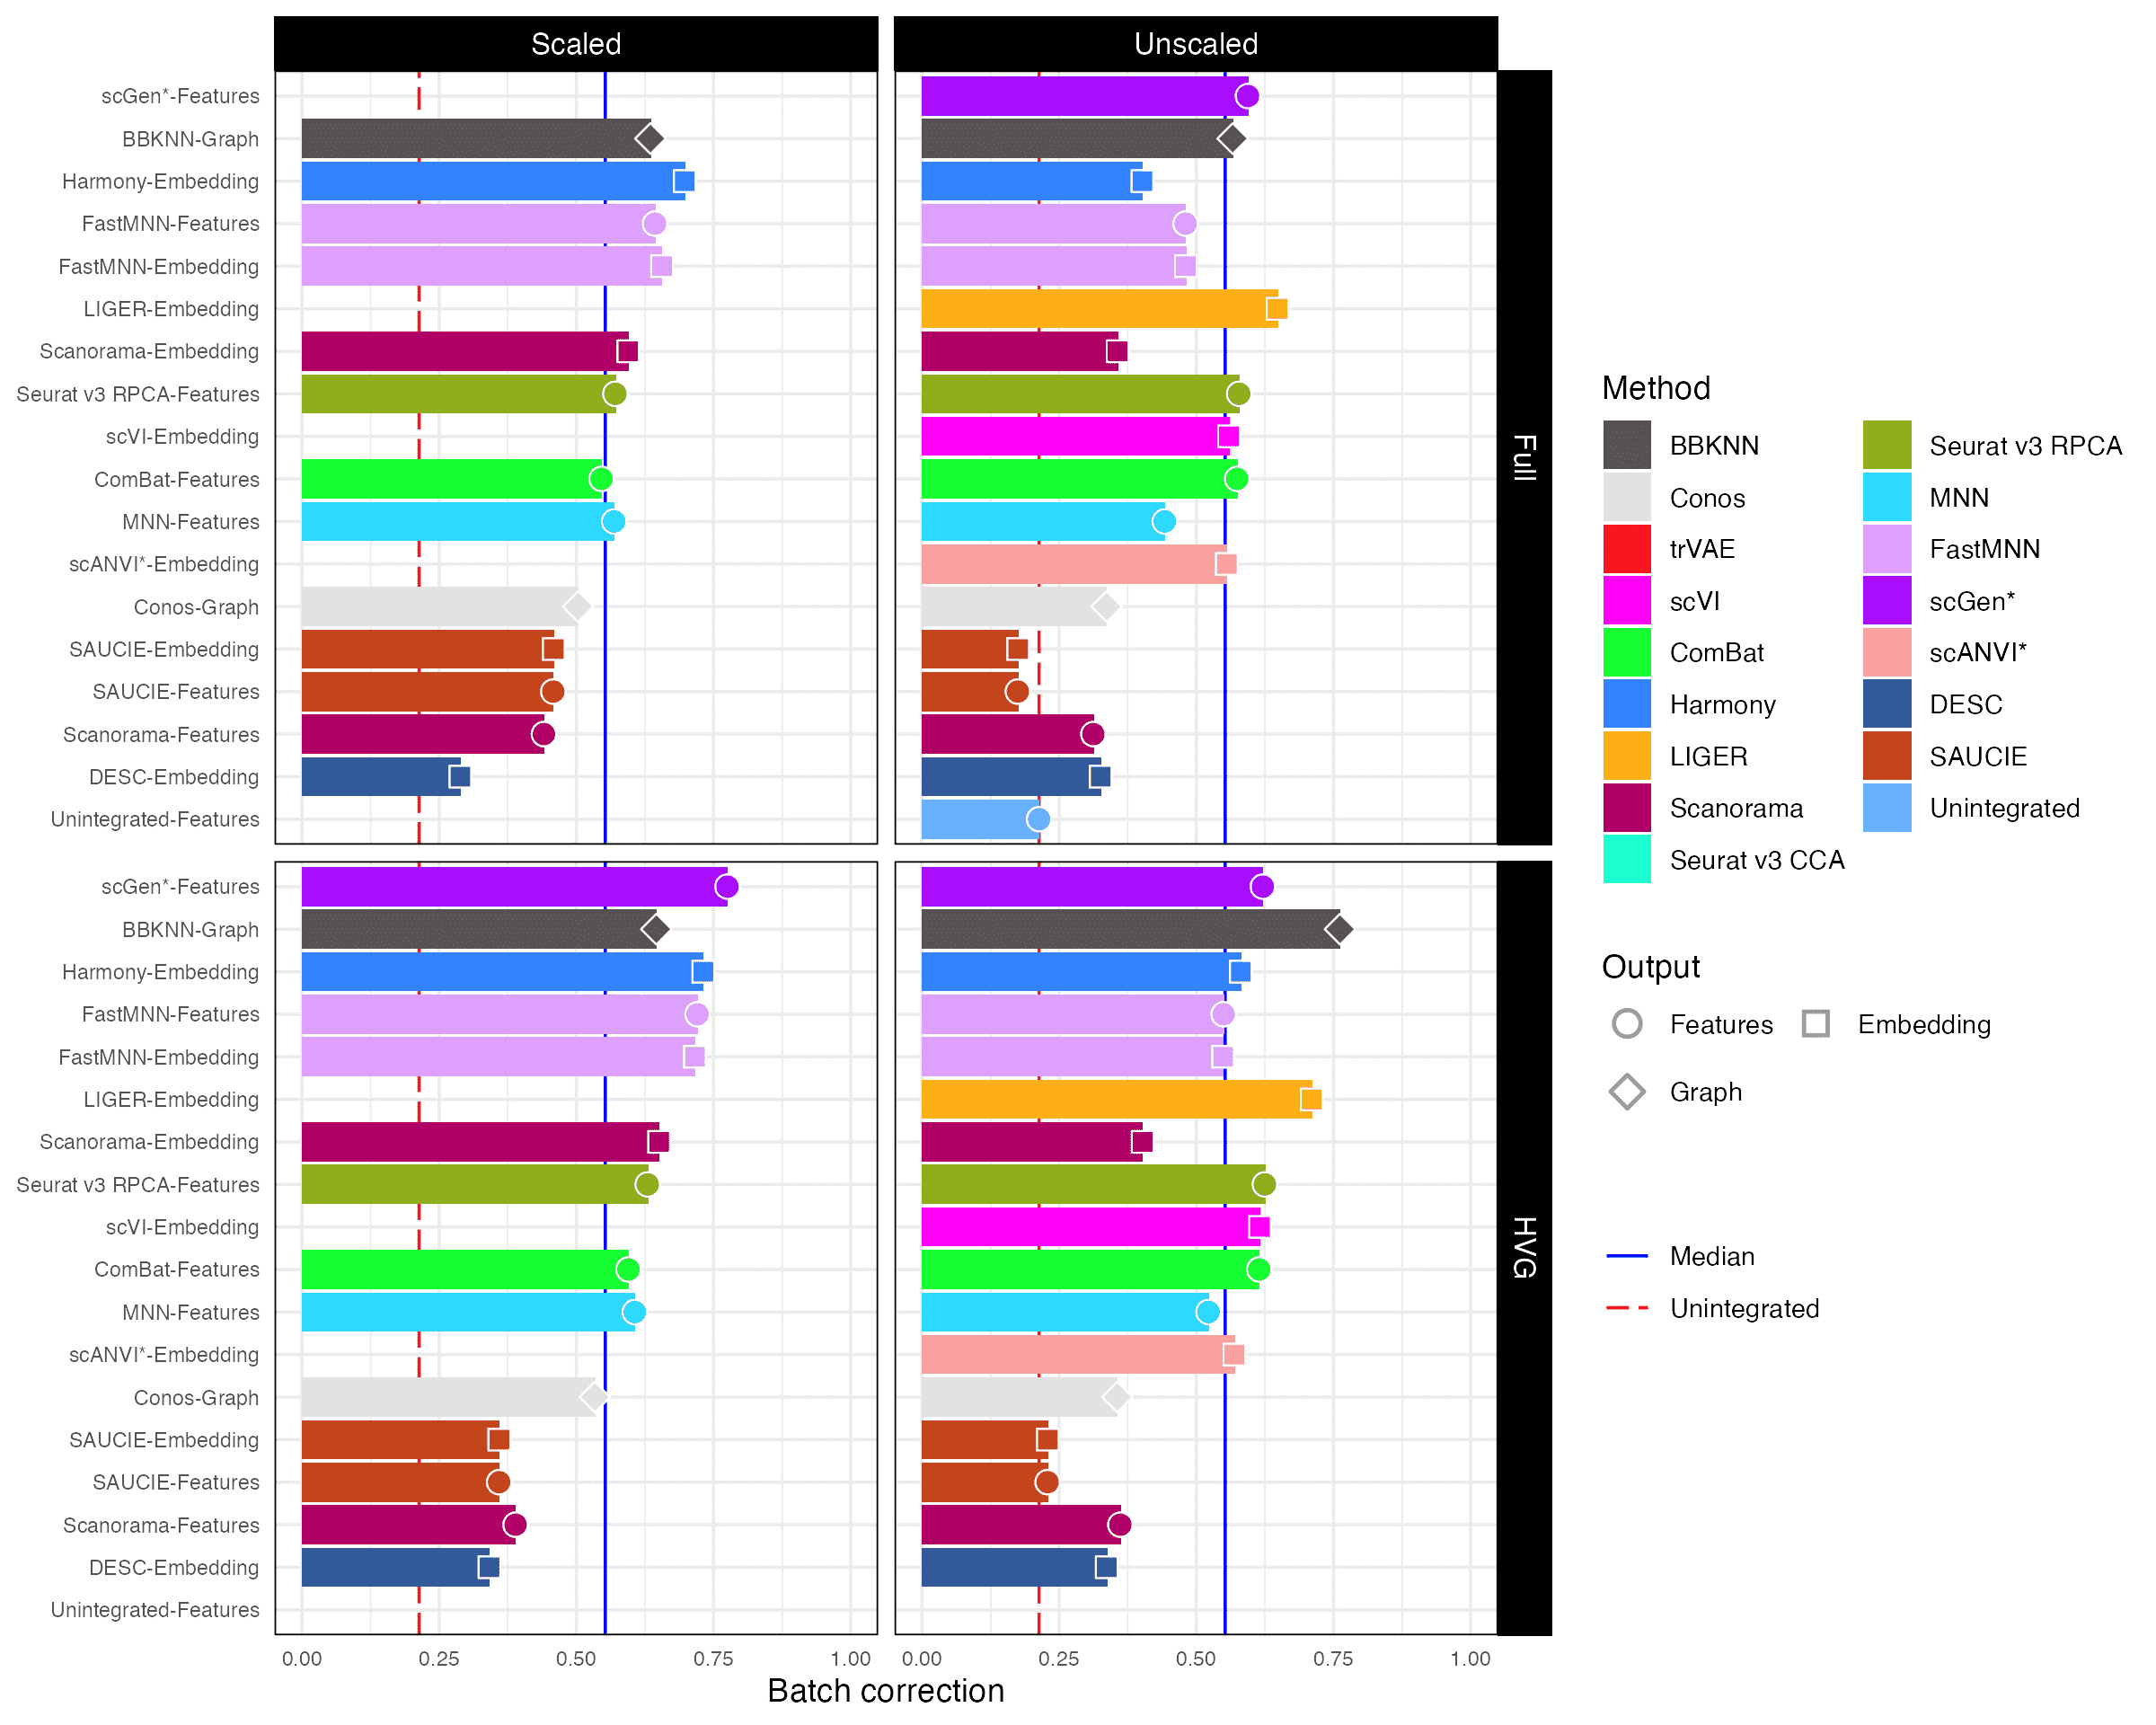 Scaled
Unscaled
scGen*-Features
BBKNN-Graph
Harmony-Embedding
FastMNN-Features
FastMNN-Embedding
LIGER-Embedding
Scanorama-Embedding
Seurat v3 RPCA-Features
scVI-Embedding
ComBat-Features
MNN-Features
scANVI*-Embedding
Conos-Graph
SAUCIE-Embedding
SAUCIE-Features
Scanorama-Features
DESC-Embedding
Unintegrated-Features
Full
scGen*-Features
BBKNN-Graph
Harmony-Embedding
FastMNN-Features
FastMNN-Embedding
LIGER-Embedding
Scanorama-Embedding
Seurat v3 RPCA-Features
scVI-Embedding
ComBat-Features
MNN-Features
scANVI*-Embedding
Conos-Graph
SAUCIE-Embedding
SAUCIE-Features
Scanorama-Features
DESC-Embedding
Unintegrated-Features
HVG
0.00 0.25 0.50 0.75 1.00
0.00 0.25 0.50 0.75 1.00
Batch correction
Method
BBKNN
Conos
trVAE
scVI
ComBat
Harmony
LIGER
Scanorama
Seurat v3 CCA
Seurat v3 RPCA
MNN
FastMNN
scGen*
scANVI*
DESC
SAUCIE
Unintegrated
Output
Features
Embedding
Graph
Median
Unintegrated